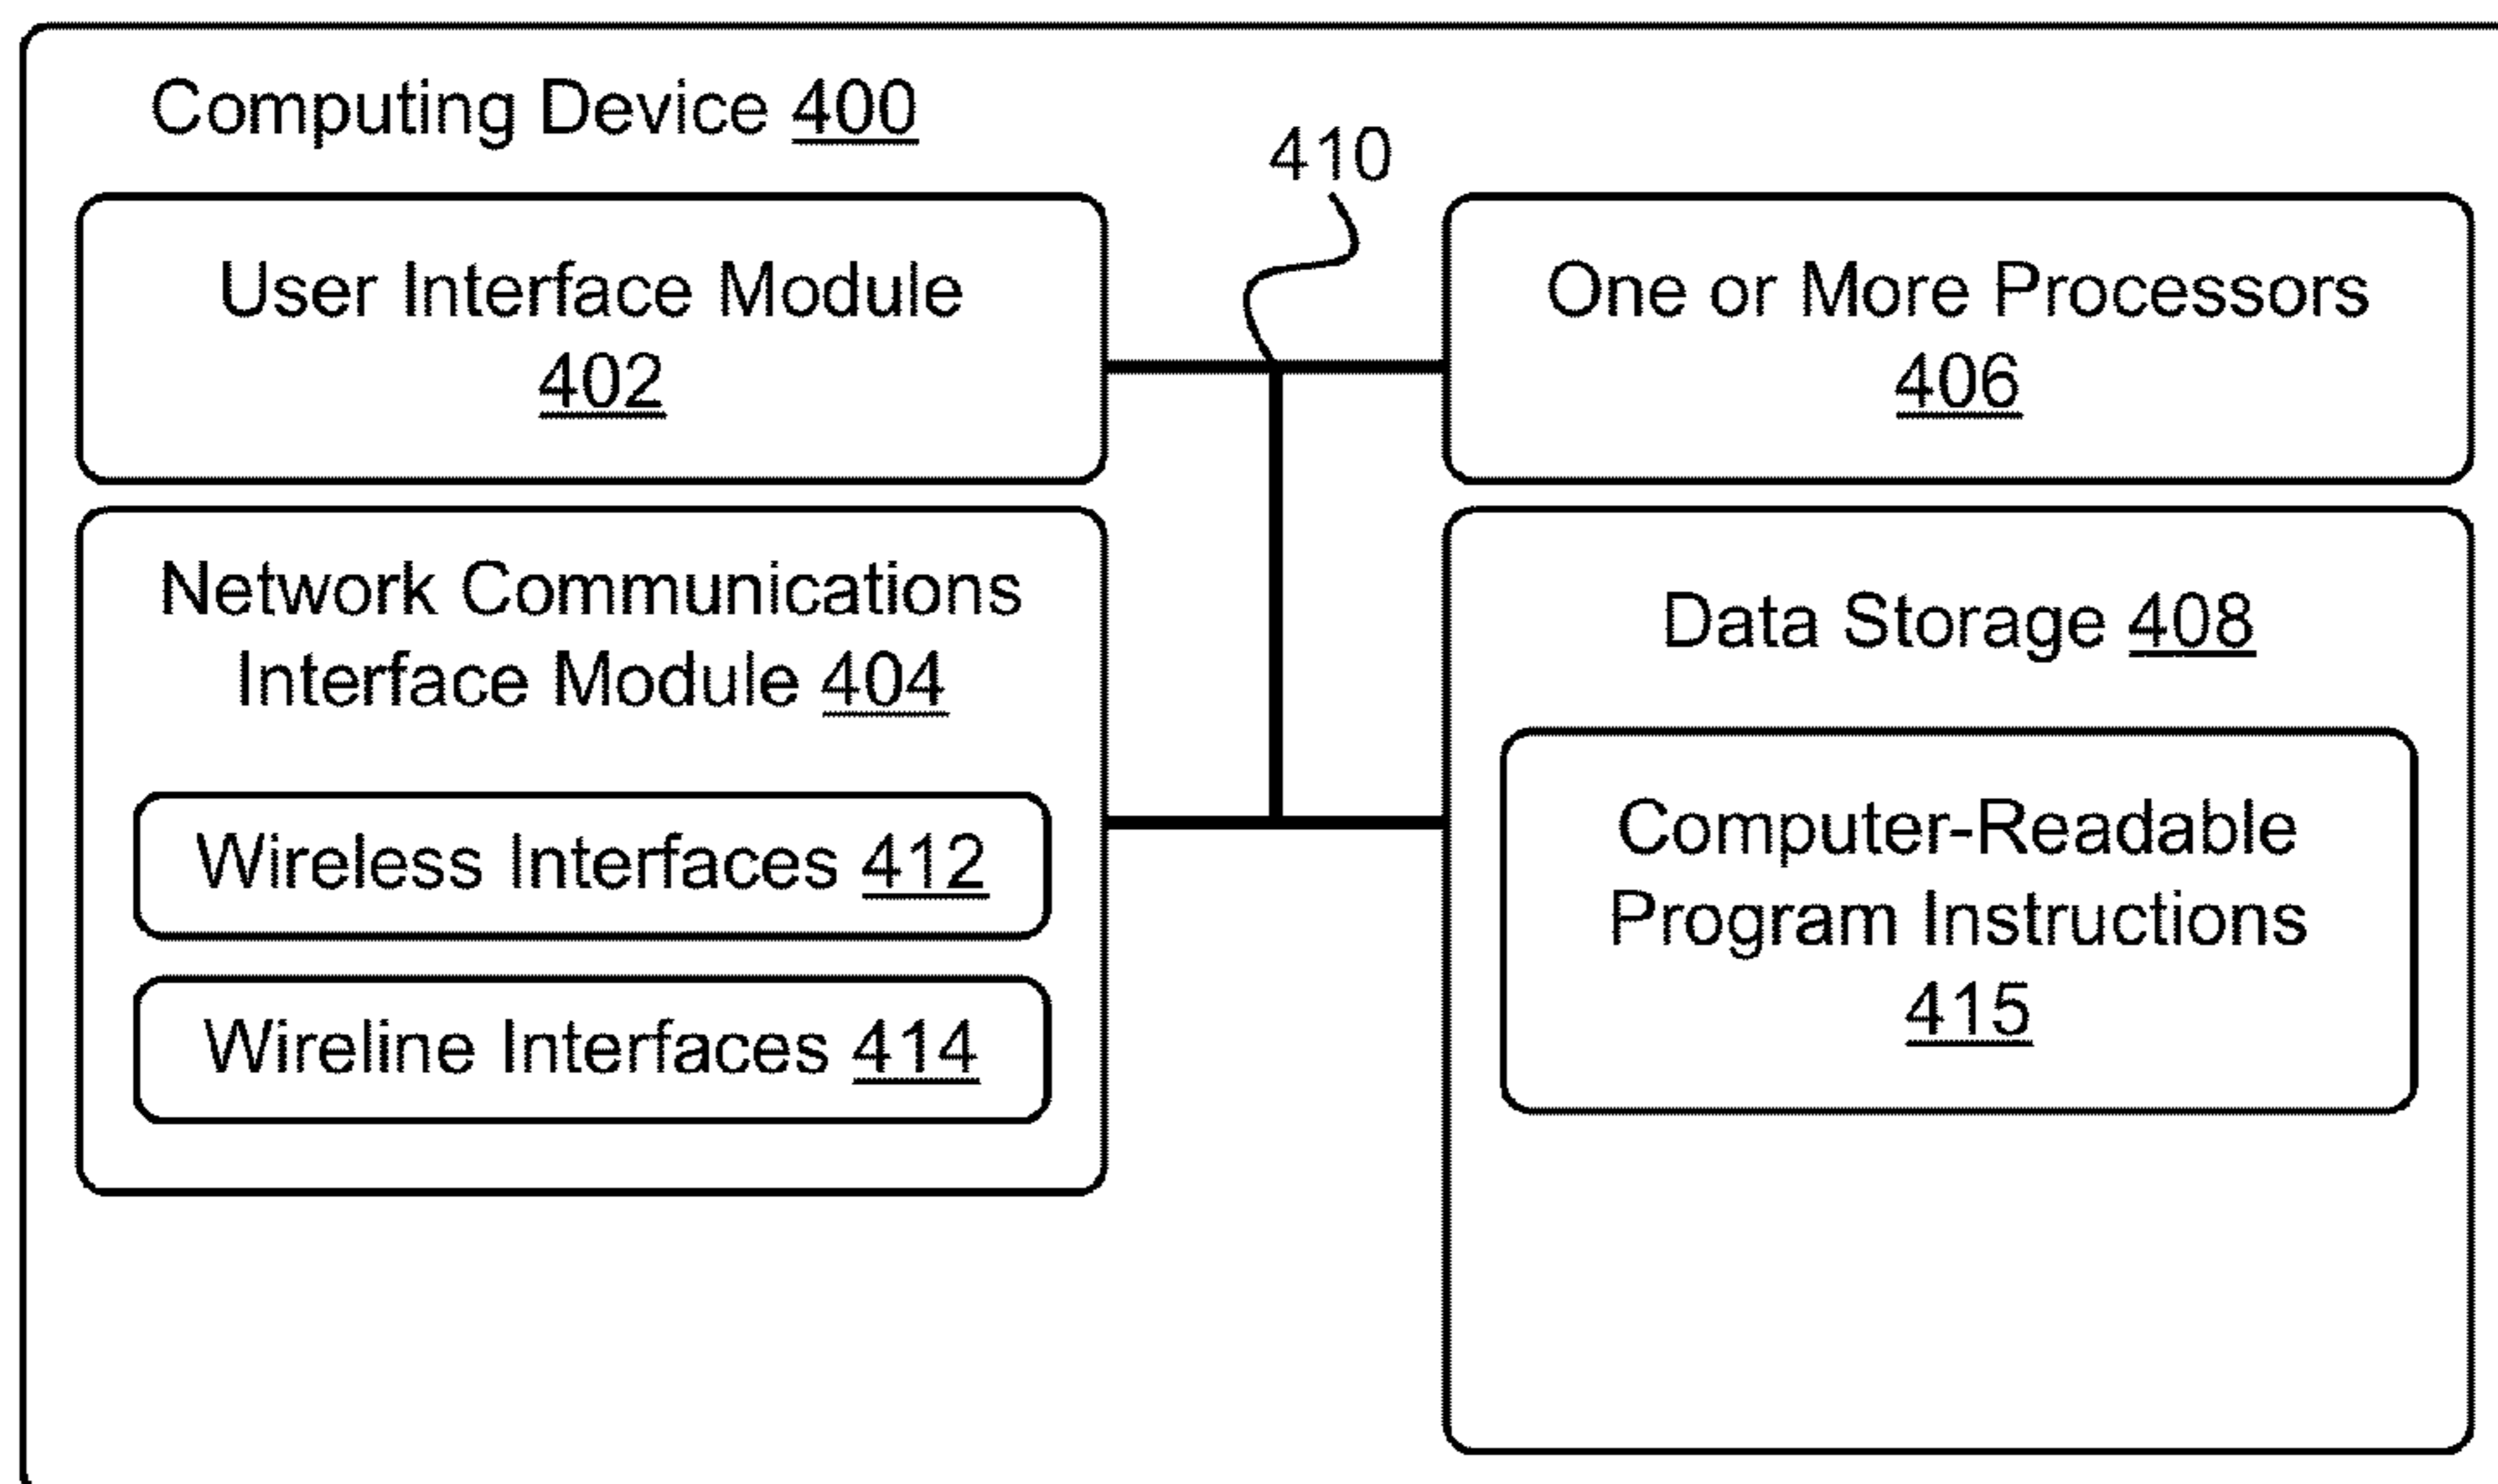 Computing Device 400
410
User Interface Module
402
One or More Processors
406
Network Communications
Interface Module 404
Wireless Interfaces 412
Wireline Interfaces 414
Data Storage 408
Computer-Readable
Program Instructions
415